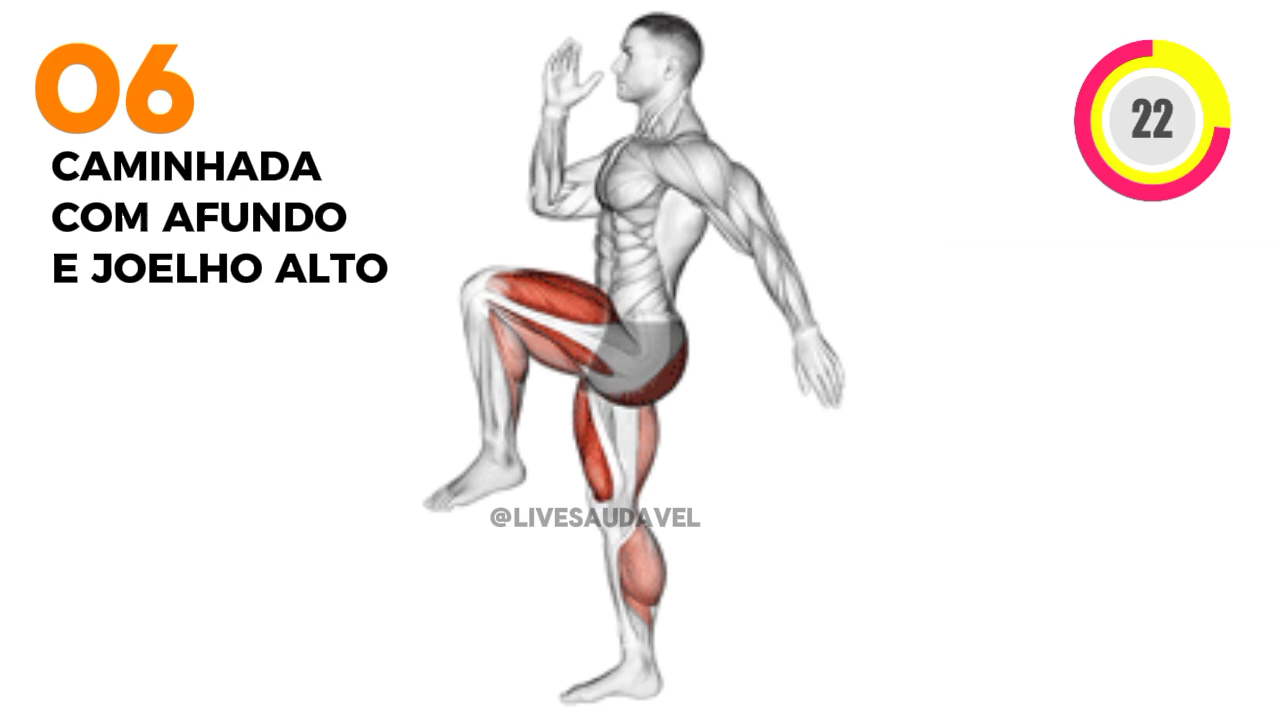 06
CAMINHADA
COM AFUNDO
E JOELHO ALTO
22
@LIVESAUDAVEL